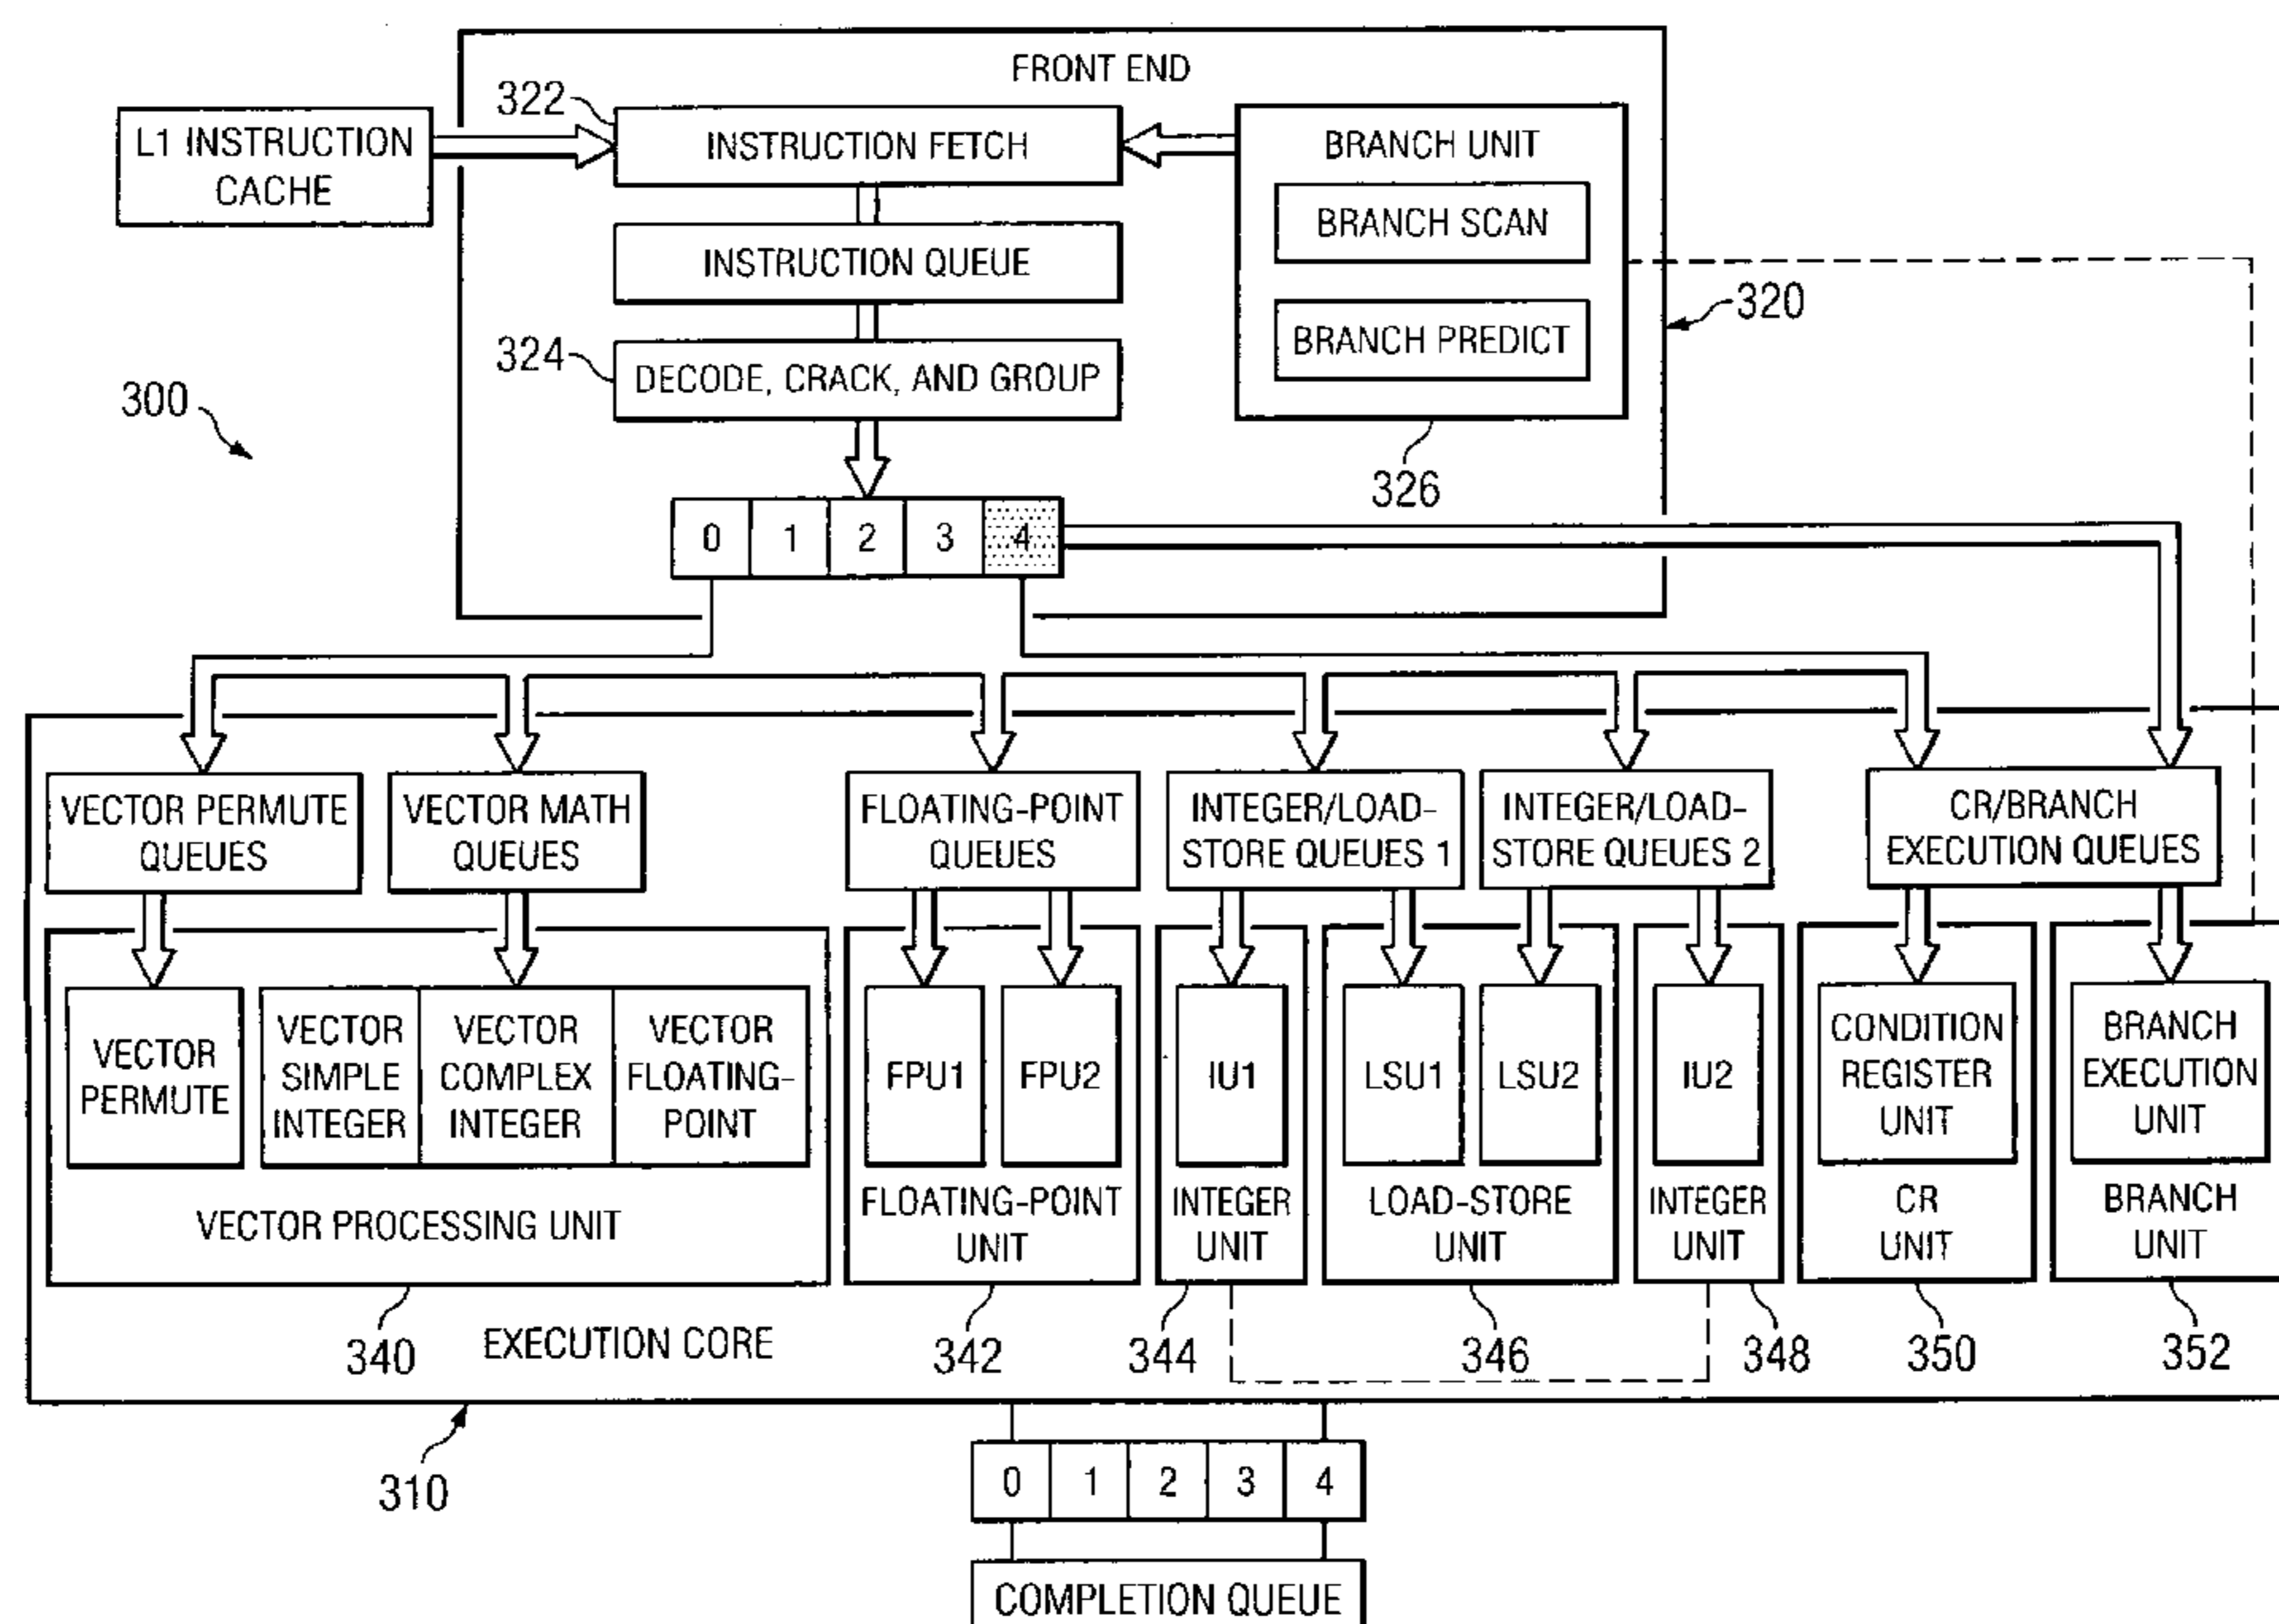 FRONT END
322
L1 INSTRUCTION
CACHE
INSTRUCTION FETCH
BRANCH UNIT
BRANCH SCAN
INSTRUCTION QUEUE
BRANCH PREDICT
320
324
DECODE, CRACK, AND GROUP
300
326
0 1 2 3 4
VECTOR PERMUTE
QUEUES
VECTOR MATH
QUEUES
FLOATING-POINT
QUEUES
INTEGER/LOAD-
STORE QUEUES 1
INTEGER/LOAD-
STORE QUEUES 2
CR/BRANCH
EXECUTION QUEUES
VECTOR
PERMUTE
VECTOR
SIMPLE
INTEGER
VECTOR
COMPLEX
INTEGER
VECTOR
FLOATING-
POINT
VECTOR PROCESSING UNIT
FPU1
FPU2
FLOATING-POINT
UNIT
IU1
INTEGER
UNIT
LSU1
LSU2
LOAD-STORE
UNIT
IU2
INTEGER
UNIT
CONDITION
REGISTER
UNIT
CR
UNIT
BRANCH
EXECUTION
UNIT
BRANCH
UNIT
340
EXECUTION CORE
342
344
346
348
350
352
310
0 1 2 3 4
COMPLETION QUEUE